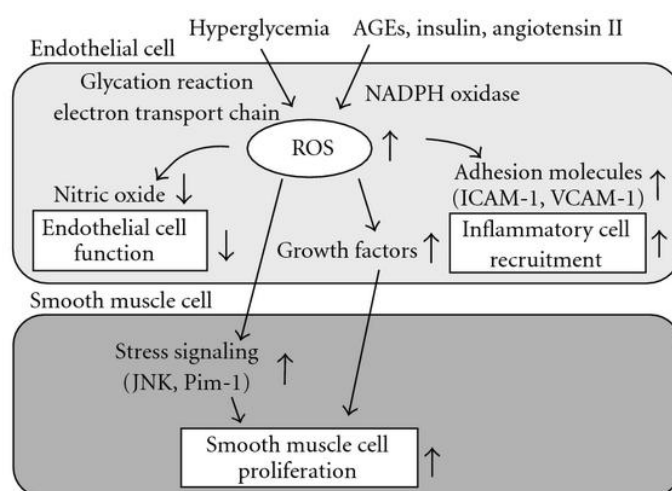 Hyperglycemia
AGEs, insulin, angiotensin II
Endothelial cell
Glycation reaction
electron transport chain
NADPH oxidase
ROS
Adhesion molecules
(ICAM-1, VCAM-1)
Nitric oxide
Endothelial cell
function
Growth factors
Inflammatory cell
recruitment
Smooth muscle cell
Stress signaling
(JNK, Pim-1)
Smooth muscle cell
proliferation